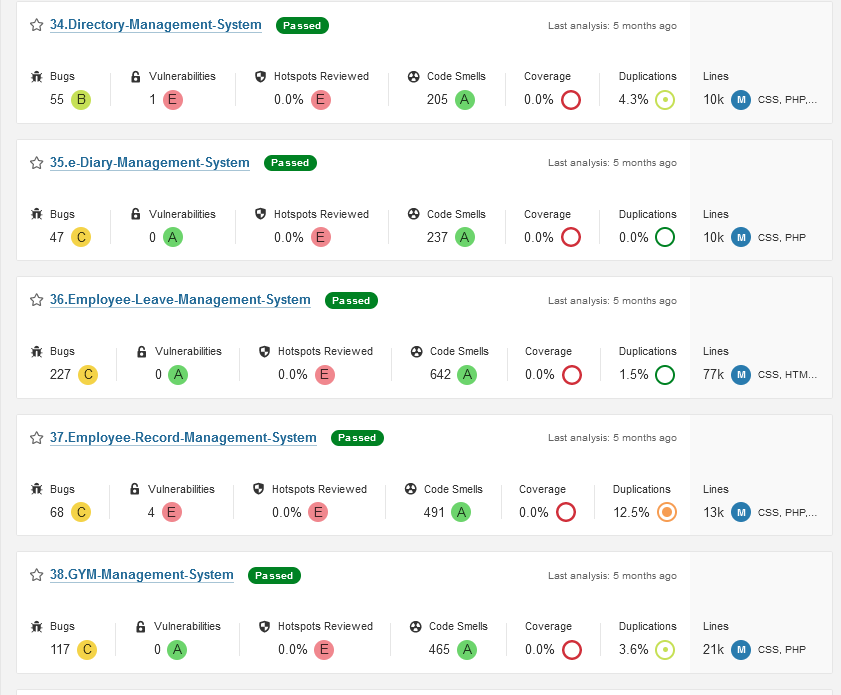 34.Directory-Management-System Passed Last analysis: 5 months ago
Bugs Vulnerabilities Hotspots Reviewed Code Smells Coverage Duplications Lines
55 B 1 E 0.0% E 205 A 0.0% 4.3% 10k M CSS, PHP,...
35.e-Diary-Management-System Passed Last analysis: 5 months ago
Bugs Vulnerabilities Hotspots Reviewed Code Smells Coverage Duplications Lines
47 C 0 A 0.0% E 237 A 0.0% 0.0% 10k M CSS, PHP
36.Employee-Leave-Management-System Passed Last analysis: 5 months ago
Bugs Vulnerabilities Hotspots Reviewed Code Smells Coverage Duplications Lines
227 C 0 A 0.0% E 642 A 0.0% 1.5% 77k M CSS, HTM...
37.Employee-Record-Management-System Passed Last analysis: 5 months ago
Bugs Vulnerabilities Hotspots Reviewed Code Smells Coverage Duplications Lines
68 C 4 E 0.0% E 491 A 0.0% 12.5% 13k M CSS, PHP,...
38.GYM-Management-System Passed Last analysis: 5 months ago
Bugs Vulnerabilities Hotspots Reviewed Code Smells Coverage Duplications Lines
117 C 0 A 0.0% E 465 A 0.0% 3.6% 21k M CSS, PHP